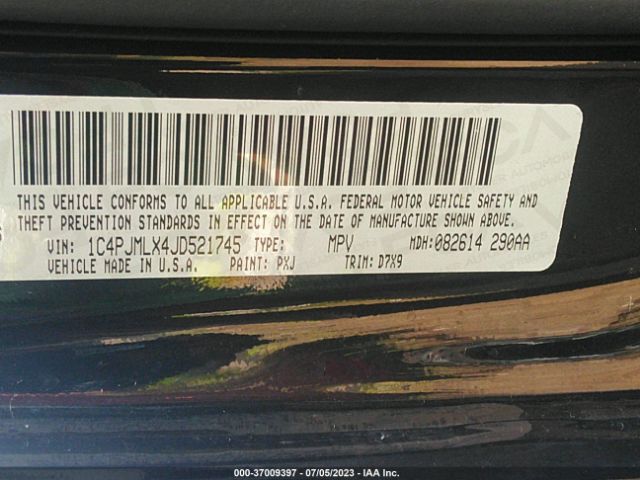 THIS VEHICLE CONFORMS TO ALL APPLICABLE U.S.A. FEDERAL MOTOR VEHICLE SAFETY AND
THEFT PREVENTION STANDARDS IN EFFECT ON THE DATE OF MANUFACTURE SHOWN ABOVE.
VIN: 1C4PJMLX4JD521745 TYPE: MPV MDH: 082614 290AA
VEHICLE MADE IN U.S.A. PAINT: PXJ TRIM: D7X9
000-37009397 - 07/05/2023 - IAA Inc.